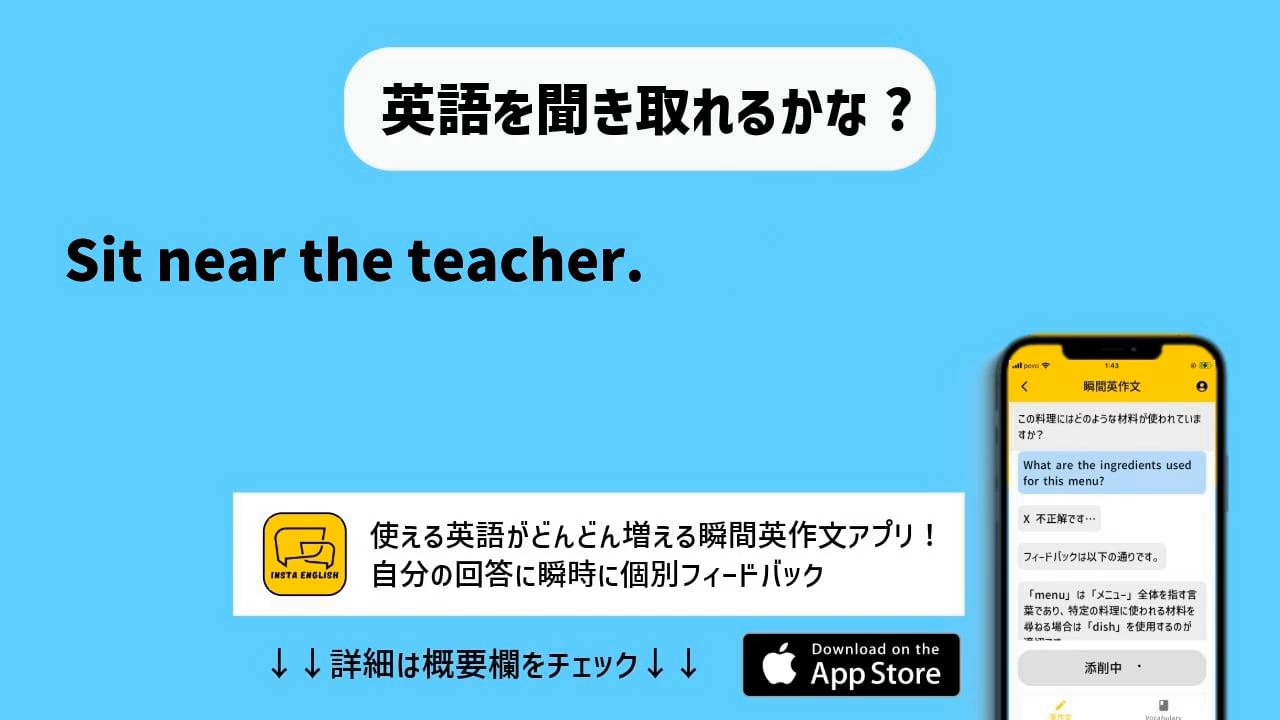 英語を聞き取れるかな？
Sit near the teacher.
povo
1:43
瞬間英作文
この料理にはどのような材料が使われていま
すか?
What are the ingredients used
for this menu?
X 不正解です…
フィードバックは以下の通りです。
「menu」は「メニュー」全体を指す言
葉であり、特定の料理に使われる材料を
尋ねる場合は「dish」を使用するのが
添削中
英作文
Vocabulary
INSTA ENGLISH
使える英語がどんどん増える瞬間英作文アプリ！
自分の回答に瞬時に個別フィードバック
↓↓詳細は概要欄をチェック↓↓
Download on the
App Store